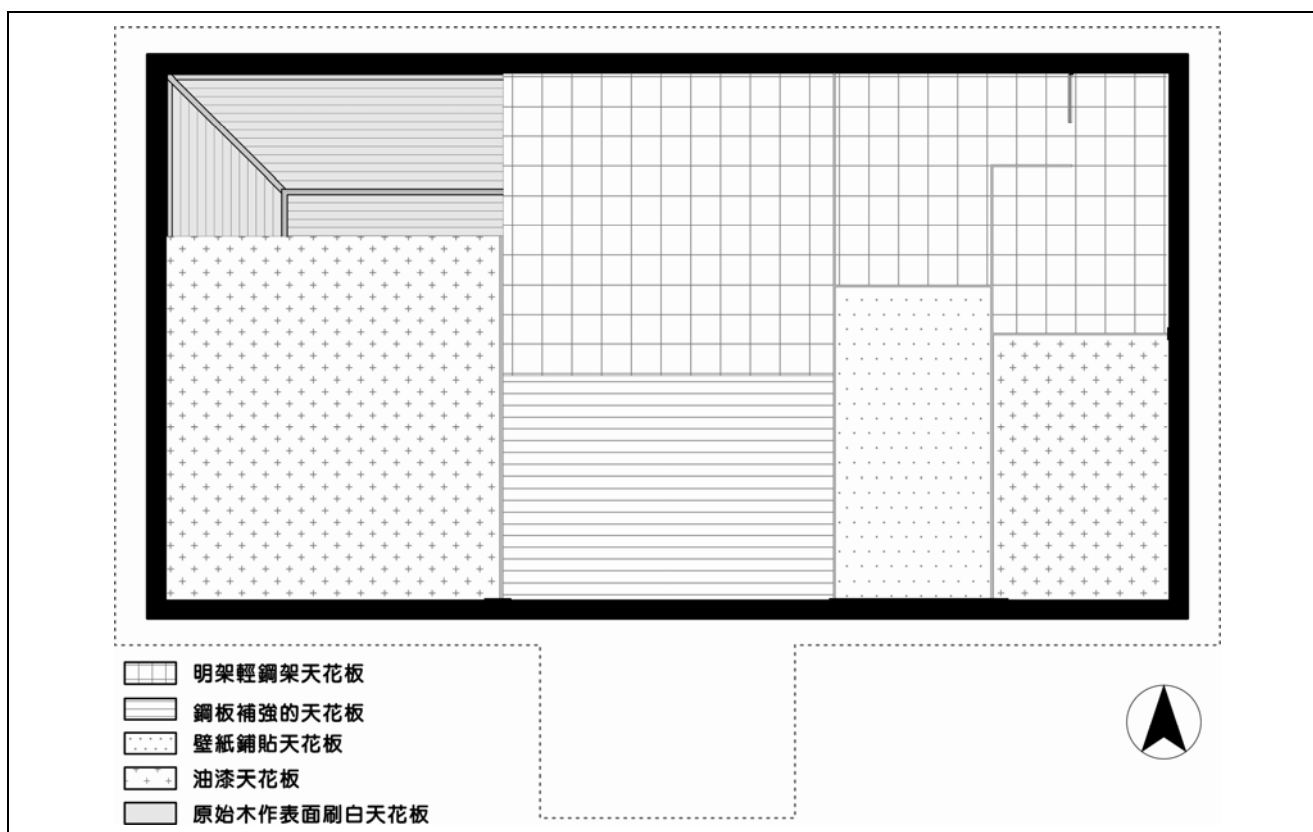 明架輕鋼架天花板
鋼板補強的天花板
壁紙鋪貼天花板
油漆天花板
原始木作表面刷白天花板